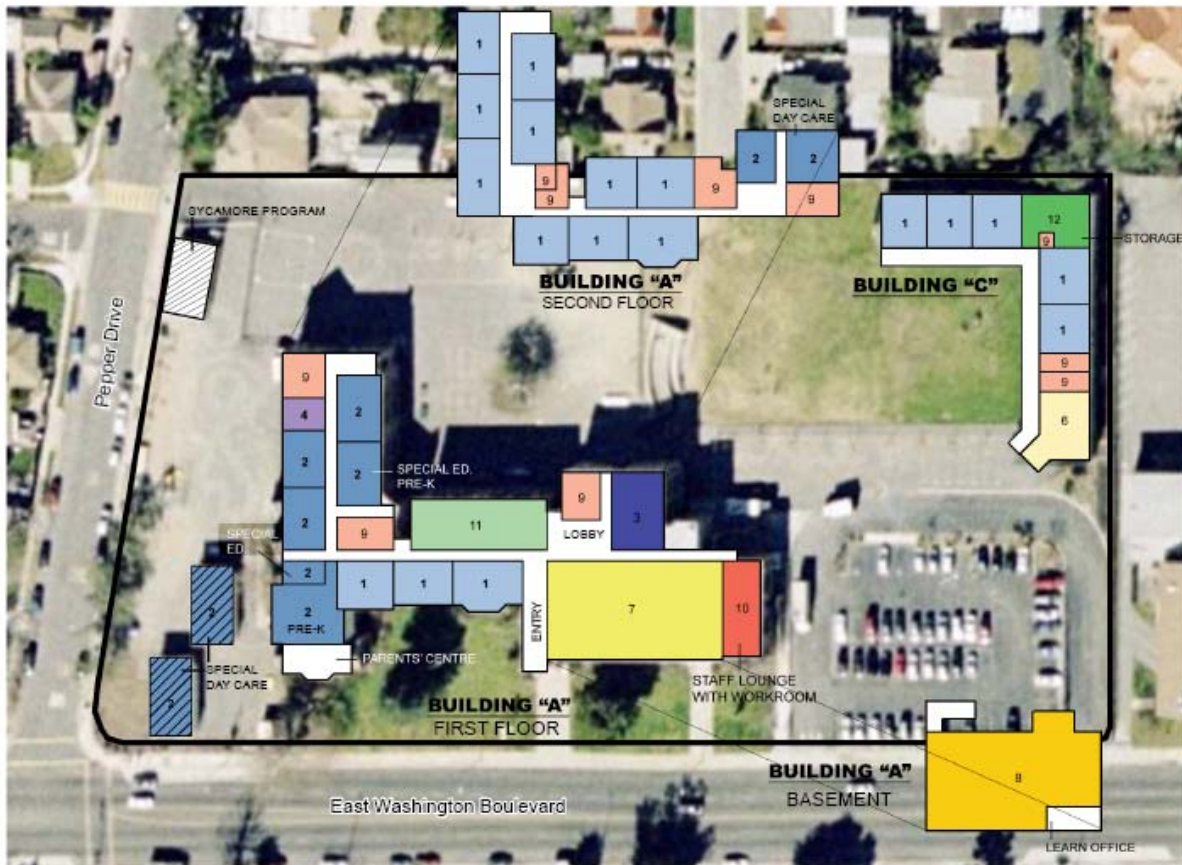 1
1
1
1
1
SPECIAL
DAY CARE
2
2
1
1
9
9
9
9
1
1
1
BUILDING "A"
SECOND FLOOR
SYCAMORE PROGRAM
1
1
1
12
9
STORAGE
BUILDING "C"
1
1
9
9
6
Pepper Drive
9
4
2
2
2
2
SPECIAL ED.
PRE-K
9
11
9
LOBBY
3
SPECIAL
ED.
2
2
PRE-K
1
1
1
ENTRY
7
10
2
2
SPECIAL
DAY CARE
PARENTS' CENTRE
STAFF LOUNGE
WITH WORKROOM
BUILDING "A"
FIRST FLOOR
BUILDING "A"
BASEMENT
8
LEARN OFFICE
East Washington Boulevard